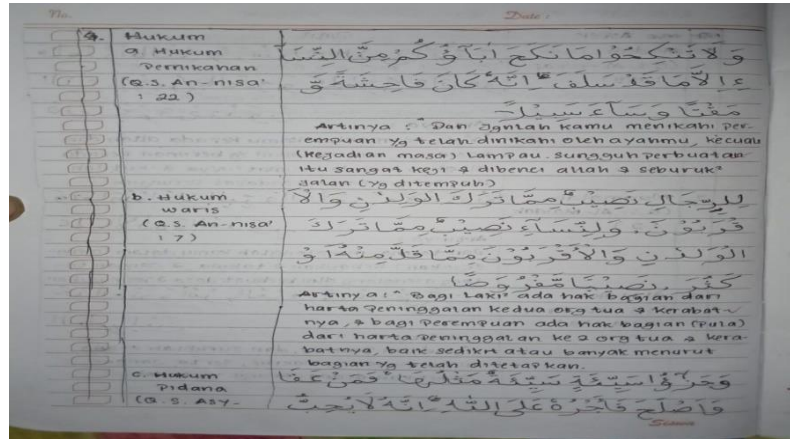 No.
Date :
4. Hukum
a. Hukum
Pernikahan
(Q.S. An-nisa'
: 22)
وَلَا تَنْكِحُوْا مَا نَكَحَ اٰبَاۤؤُكُمْ مِّنَ النِّسَاۤ
ءِ اِلَّا مَا قَدْ سَلَفَ ۗ اِنَّهٗ كَانَ فَاحِشَةً وَّ
مَقْتًا وَسَاۤءَ سَبِيْلًا
Artinya : "Dan Jgnlah kamu menikahi per-
empuan yg telah dinikahi oleh ayahmu, kecuali
(kejadian masa) lampau. sungguh perbuatan
itu sangat keji & dibenci allah & seburuk²
jalan (yg ditempuh)
b. Hukum
waris
(Q.S. An-nisa'
: 7)
لِلرِّجَالِ نَصِيْبٌ مِّمَّا تَرَكَ الْوَلِدٰنِ وَالْاَ
قْرَبُوْنَ، وَلِلنِّسَاۤءِ نَصِيْبٌ مِّمَّا تَرَكَ
الْوَلِدٰنِ وَالْاَقْرَبُوْنَ مِمَّا قَلَّ مِنْهُ اَوْ
كَثُرَ، نَصِيْبًا مَّفْرُوْضًا
Artinya : " Bagi Laki² ada hak bagian dari
harta Peninggalan kedua org tua & kerabat-
nya, & bagi Perempuan ada hak bagian (pula)
dari harta peninggalan ke 2 org tua & kera-
batnya, baik sedikit atau banyak menurut
bagian yg telah ditetapkan.
c. Hukum
Pidana
(Q.S. Asy-
وَجَزٰۤؤُا سَيِّئَةٍ سَيِّئَةٌ مِّثْلُهَا ۚ فَمَنْ عَفَا
وَاَصْلَحَ فَاَجْرُهٗ عَلَى اللّٰهِ ۗ اِنَّهٗ لَا يُحِبُّ